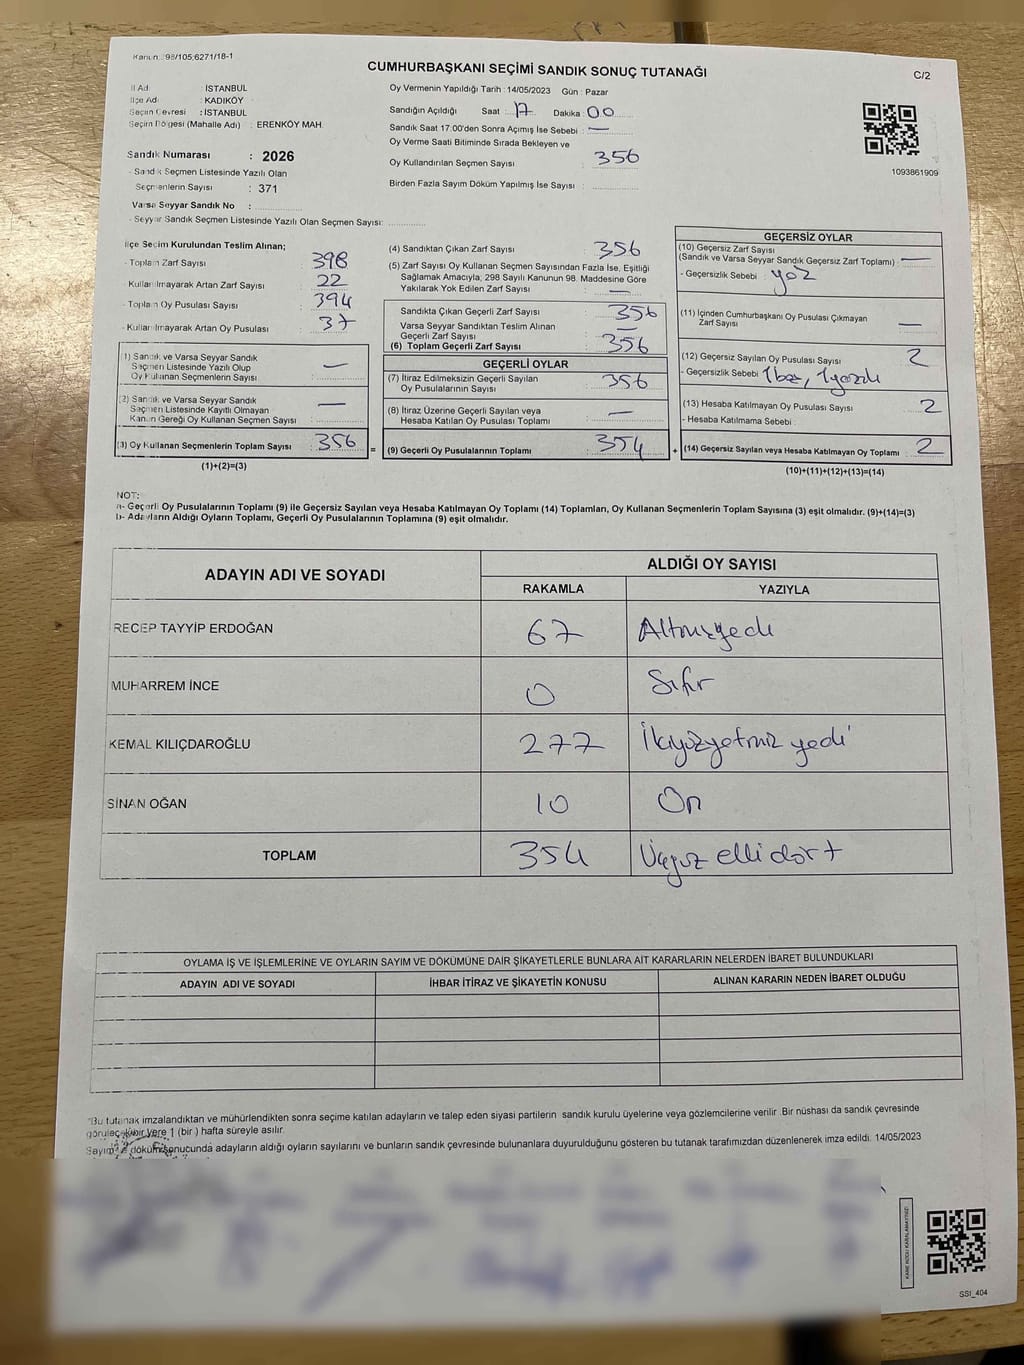 Kanun : 98/105;6271/18-1
CUMHURBAŞKANI SEÇİMİ SANDIK SONUÇ TUTANAĞI
C/2
İl Adı : İSTANBUL
İlçe Adı : KADIKÖY
Seçim Çevresi : İSTANBUL
Seçim Bölgesi (Mahalle Adı) : ERENKÖY MAH.
Sandık Numarası : 2026
- Sandık Seçmen Listesinde Yazılı Olan
Seçmenlerin Sayısı : 371
Varsa Seyyar Sandık No :
- Seyyar Sandık Seçmen Listesinde Yazılı Olan Seçmen Sayısı:
Oy Vermenin Yapıldığı Tarih : 14/05/2023 Gün : Pazar
Sandığın Açıldığı Saat : 17 Dakika : 00
Sandık Saat 17:00'den Sonra Açımış İse Sebebi : —
Oy Verme Saati Bitiminde Sırada Bekleyen ve
Oy Kullandırılan Seçmen Sayısı : 356
Birden Fazla Sayım Döküm Yapılmış İse Sayısı :
1093861909
İlçe Seçim Kurulundan Teslim Alınan;
- Toplam Zarf Sayısı : 398
- Kullanılmayarak Artan Zarf Sayısı : 22
- Toplam Oy Pusulası Sayısı : 394
- Kullanılmayarak Artan Oy Pusulası : 37
1) Sandık ve Varsa Seyyar Sandık
Seçmen Listesinde Yazılı Olup
Oy Kullanan Seçmenlerin Sayısı : —
(2) Sandık ve Varsa Seyyar Sandık
Seçmen Listesinde Kayıtlı Olmayan
Kanun Gereği Oy Kullanan Seçmen Sayısı : —
(3) Oy Kullanan Seçmenlerin Toplam Sayısı : 356
(1)+(2)=(3)
=
(4) Sandıktan Çıkan Zarf Sayısı : 356
(5) Zarf Sayısı Oy Kullanan Seçmen Sayısından Fazla İse, Eşitliği
Sağlamak Amacıyla, 298 Sayılı Kanunun 98. Maddesine Göre
Yakılarak Yok Edilen Zarf Sayısı : —
Sandıkta Çıkan Geçerli Zarf Sayısı : 356
Varsa Seyyar Sandıktan Teslim Alınan
Geçerli Zarf Sayısı : —
(6) Toplam Geçerli Zarf Sayısı : 356
GEÇERLİ OYLAR
(7) İtiraz Edilmeksizin Geçerli Sayılan
Oy Pusulalarının Sayısı : 356
(8) İtiraz Üzerine Geçerli Sayılan veya
Hesaba Katılan Oy Pusulası Toplamı : —
(9) Geçerli Oy Pusulalarının Toplamı : 354
+
GEÇERSİZ OYLAR
(10) Geçersiz Zarf Sayısı
(Sandık ve Varsa Seyyar Sandık Geçersiz Zarf Toplamı) : —
- Geçersizlik Sebebi :
(11) İçinden Cumhurbaşkanı Oy Pusulası Çıkmayan
Zarf Sayısı : —
(12) Geçersiz Sayılan Oy Pusulası Sayısı : 2
- Geçersizlik Sebebi :
(13) Hesaba Katılmayan Oy Pusulası Sayısı : 2
- Hesaba Katılmama Sebebi :
(14) Geçersiz Sayılan veya Hesaba Katılmayan Oy Toplamı : 2
(10)+(11)+(12)+(13)=(14)
NOT:
a- Geçerli Oy Pusulalarının Toplamı (9) ile Geçersiz Sayılan veya Hesaba Katılmayan Oy Toplamı (14) Toplamları, Oy Kullanan Seçmenlerin Toplam Sayısına (3) eşit olmalıdır. (9)+(14)=(3)
b- Adayların Aldığı Oyların Toplamı, Geçerli Oy Pusulalarının Toplamına (9) eşit olmalıdır.
ADAYIN ADI VE SOYADI
ALDIĞI OY SAYISI
RAKAMLA YAZIYLA
RECEP TAYYİP ERDOĞAN 67 Altmışyedi
MUHARREM İNCE 0 Sıfır
KEMAL KILIÇDAROĞLU 277 İkiyüzyetmiş yedi
SİNAN OĞAN 10 On
TOPLAM 354 Üçyüz elli dört
OYLAMA İŞ VE İŞLEMLERİNE VE OYLARIN SAYIM VE DÖKÜMÜNE DAİR ŞİKAYETLERLE BUNLARA AİT KARARLARIN NELERDEN İBARET BULUNDUKLARI
ADAYIN ADI VE SOYADI İHBAR İTİRAZ VE ŞİKAYETİN KONUSU ALINAN KARARIN NEDEN İBARET OLDUĞU
"Bu tutanak imzalandıktan ve mühürlendikten sonra seçime katılan adayların ve talep eden siyasi partilerin sandık kurulu üyelerine veya gözlemcilerine verilir. Bir nüshası da sandık çevresinde
görülecek bir yere 1 (bir ) hafta süreyle asılır.
Sayım ve dökümü sonucunda adayların aldığı oyların sayılarını ve bunların sandık çevresinde bulunanlara duyurulduğunu gösteren bu tutanak tarafımızdan düzenlenerek imza edildi. 14/05/2023
KARE KODU KARALAMAYINIZ!
SSI_404